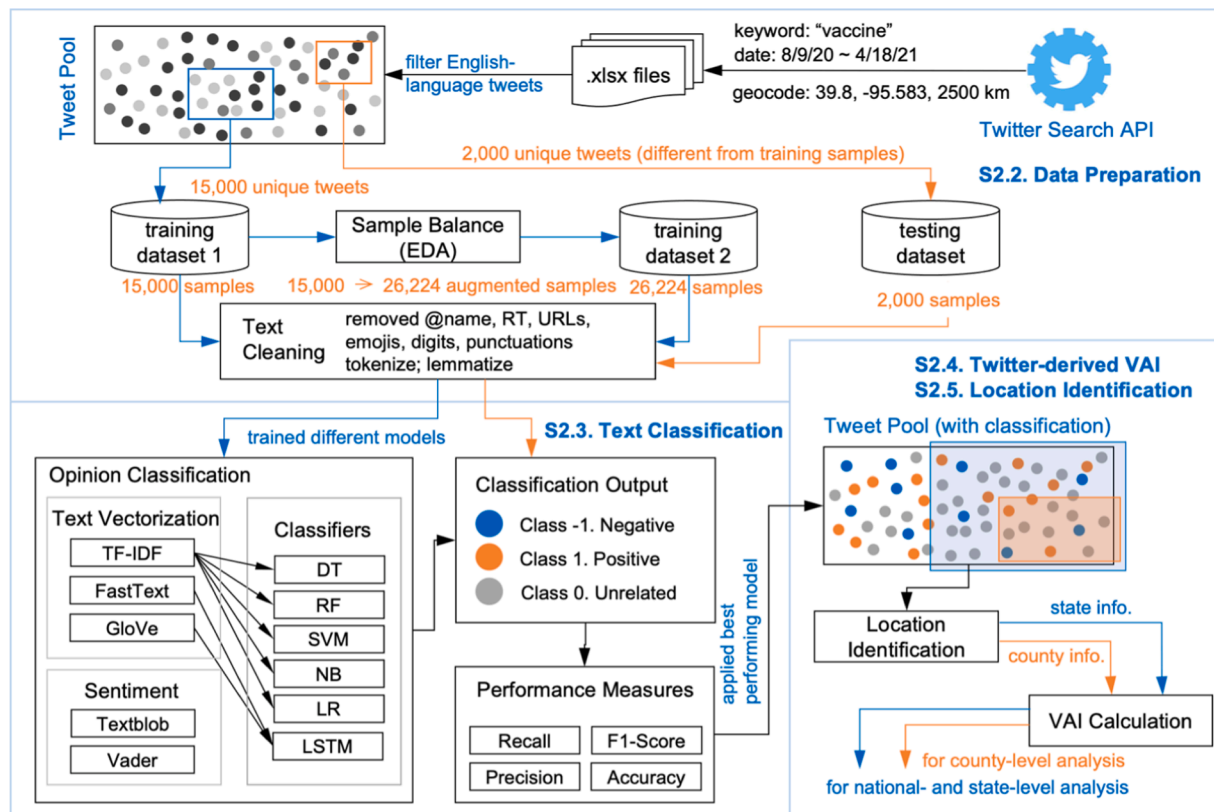 Tweet Pool
filter English-
language tweets
.xlsx files
keyword: “vaccine”
date: 8/9/20 ~ 4/18/21
geocode: 39.8, -95.583, 2500 km
Twitter Search API
2,000 unique tweets (different from training samples)
S2.2. Data Preparation
15,000 unique tweets
training
dataset 1
Sample Balance
(EDA)
training
dataset 2
testing
dataset
15,000 samples
15,000 → 26,224 augmented samples
26,224 samples
2,000 samples
Text
Cleaning
removed @name, RT, URLs,
emojis, digits, punctuations
tokenize; lemmatize
S2.4. Twitter-derived VAI
S2.5. Location Identification
trained different models
S2.3. Text Classification
Tweet Pool (with classification)
Opinion Classification
Text Vectorization
TF-IDF
FastText
GloVe
Classifiers
DT
RF
SVM
NB
LR
LSTM
Sentiment
Textblob
Vader
Classification Output
Class -1. Negative
Class 1. Positive
Class 0. Unrelated
Performance Measures
Recall
F1-Score
Precision
Accuracy
applied best
performing model
Location
Identification
state info.
county info.
VAI Calculation
for county-level analysis
for national- and state-level analysis